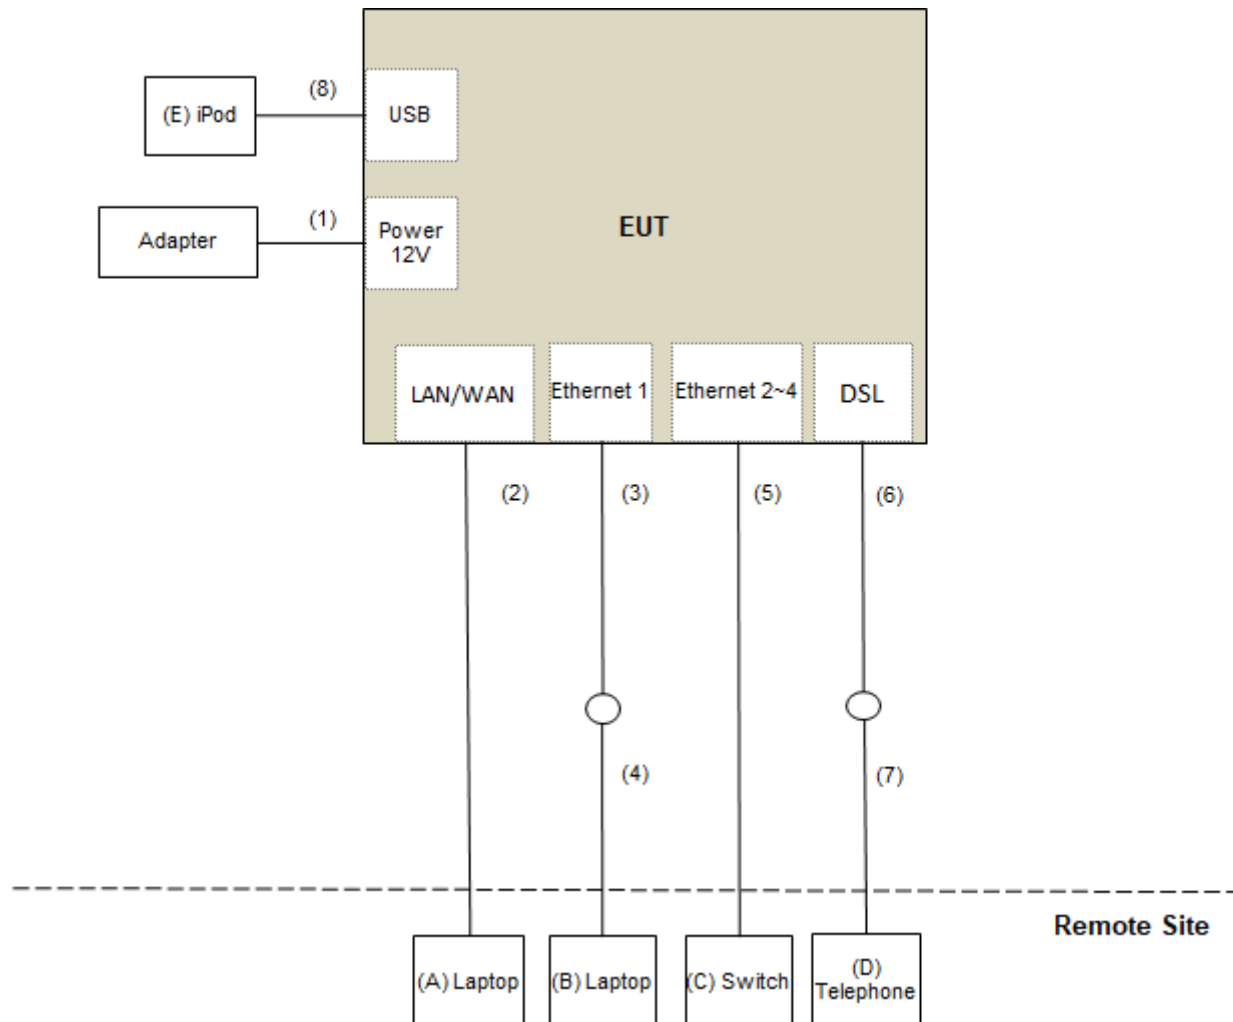 (8)
(E) iPod
USB
(1)
Adapter
Power
12V
EUT
LAN/WAN
Ethernet 1
Ethernet 2~4
DSL
(2)
(3)
(5)
(6)
(4)
(7)
Remote Site
(A) Laptop
(B) Laptop
(C) Switch
(D)
Telephone